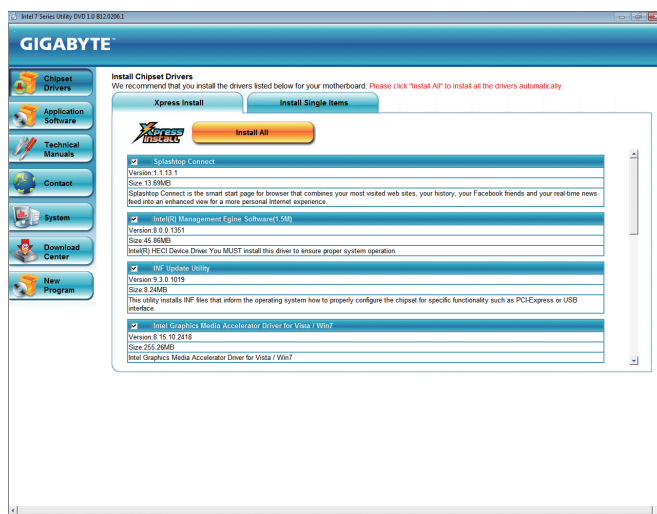 Intel 7 Series Utility DVD 1.0 B12.0206.1
GIGABYTE™
Chipset
Drivers
Application
Software
Technical
Manuals
Contact
System
Download
Center
New
Program
Install Chipset Drivers
We recommend that you install the drivers listed below for your motherboard. Please click "Install All" to install all the drivers automatically.
Xpress Install
Install Single Items
Xpress
Install
Install All
Splashtop Connect
Version:1.1.13.1
Size:13.69MB
Splashtop Connect is the smart start page for browser that combines your most visited web sites, your history, your Facebook friends and your real-time news
feed into an enhanced view for a more personal Internet experience.
Intel(R) Management Egine Software(1.5M)
Version:8.0.0.1351
Size:45.86MB
Intel(R) HECI Device Driver You MUST install this driver to ensure proper system operation.
INF Update Utility
Version:9.3.0.1019
Size:8.24MB
This utility installs INF files that inform the operating system how to properly configure the chipset for specific functionality such as PCI-Express or USB
interface.
Intel Graphics Media Accelerator Driver for Vista / Win7
Version:8.15.10.2418
Size:255.26MB
Intel Graphics Media Accelerator Driver for Vista / Win7